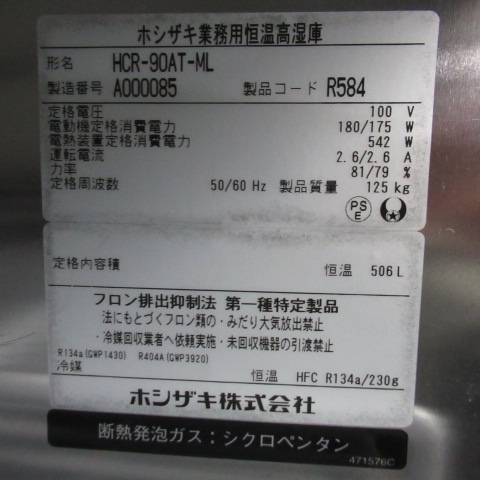 ホシザキ業務用恒温高湿庫
形名 HCR-90AT-ML
製造番号 A000085 製品コード R584
定格電圧 100 V
電動機定格消費電力 180/175 W
電熱装置定格消費電力 542 W
運転電流 2.6/2.6 A
力率 81/79 %
定格周波数 50/60 Hz 製品質量 125 kg
PS E
定格内容積 恒温 506 L
フロン排出抑制法 第一種特定製品
法にもとづくフロン類の・みだり大気放出禁止
・冷媒回収業者へ依頼実施・未回収機器の引渡禁止
R134a(GWP1430) R404A(GWP3920)
冷媒 恒温 HFC R134a/230g
ホシザキ株式会社
断熱発泡ガス:シクロペンタン
471576C